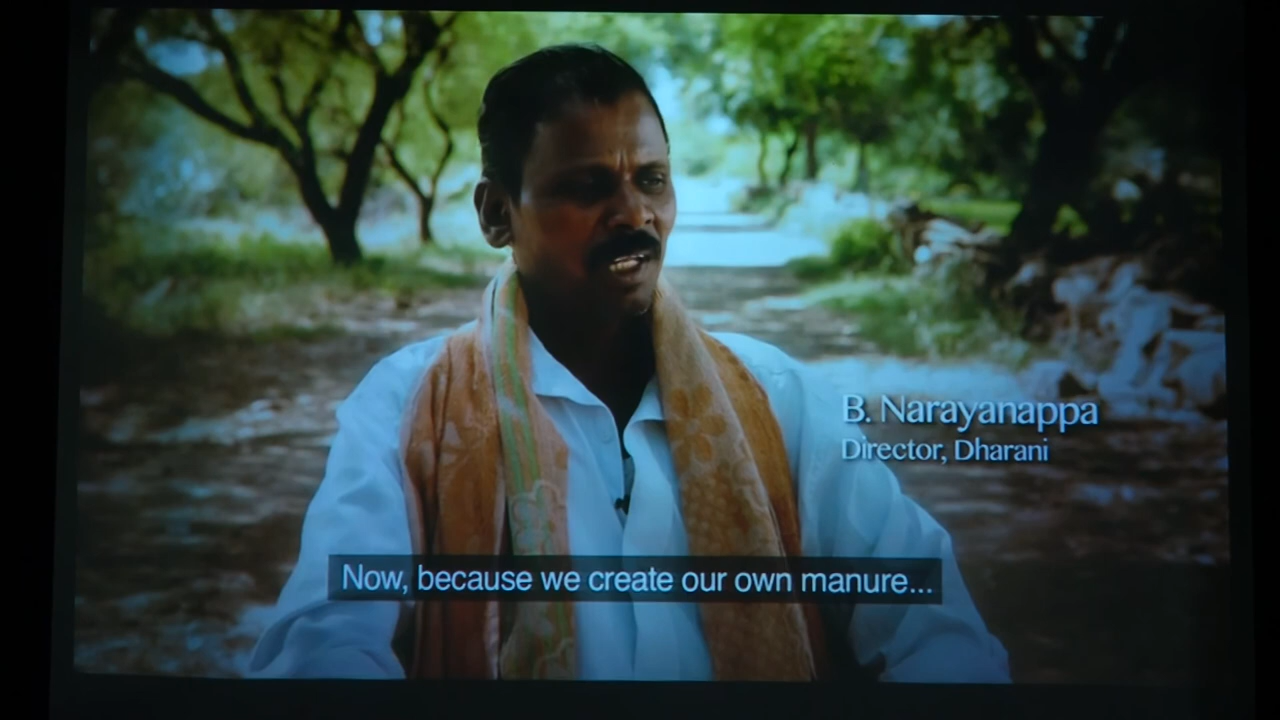 B. Narayanappa
Director, Dharani
Now, because we create our own manure...